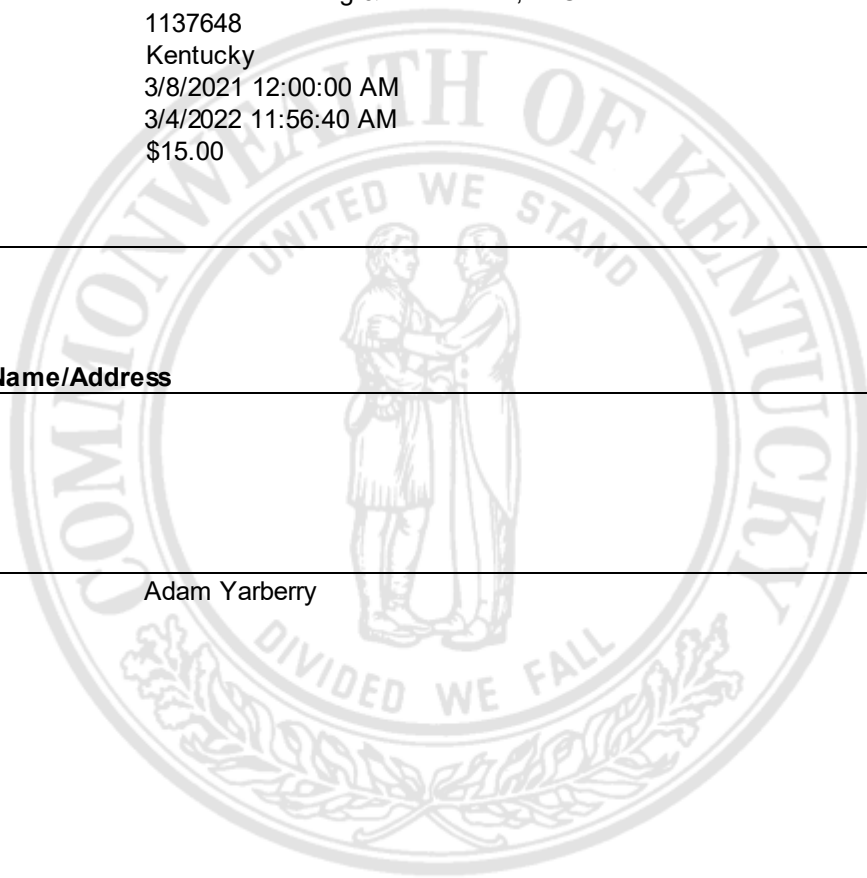 1137648
Kentucky
3/8/2021 12:00:00 AM
3/4/2022 11:56:40 AM
$15.00
Name/Address
Adam Yarberry
COMMONWEALTH OF KENTUCKY
UNITED WE STAND
DIVIDED WE FALL